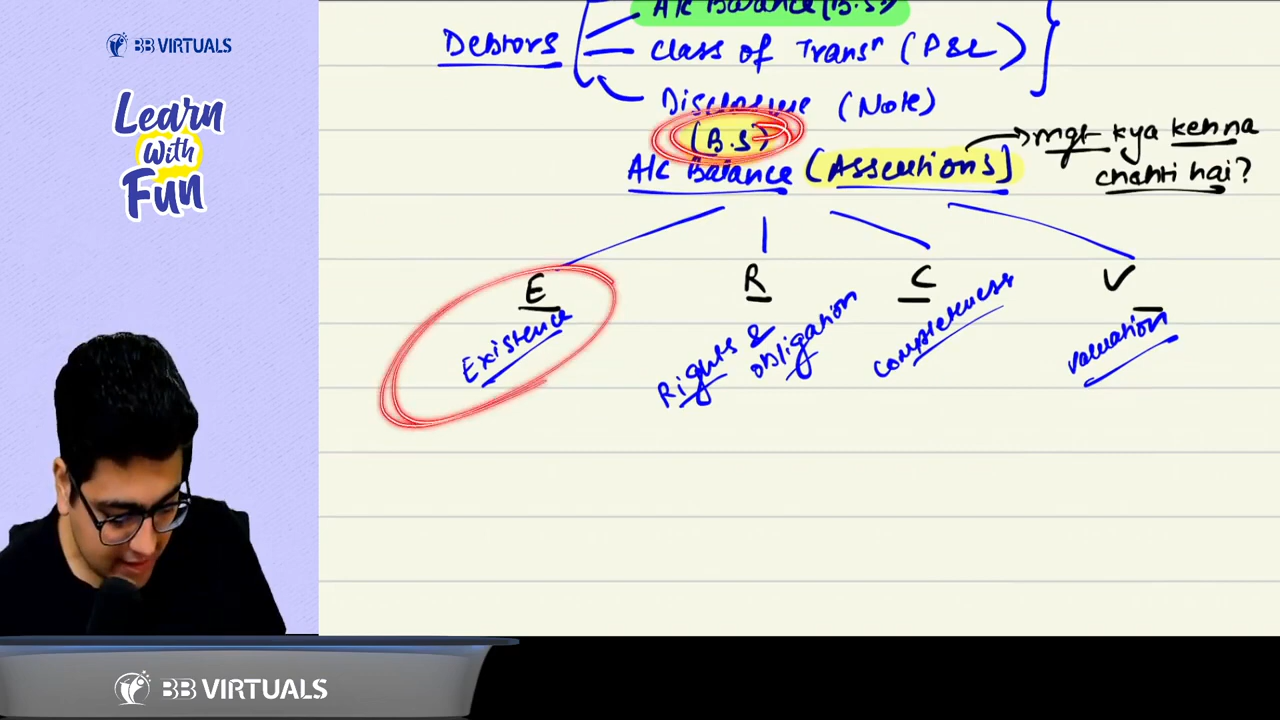 BB VIRTUALS
Learn
With
Fun
A/c Balance (B.S)
Debtors
Class of Transⁿ (P&L)
Disclosure (Note)
(B.S)
A/c Balance (Assertions)
mgt kya kehna
chahti hai?
E
R
C
V
Existence
Rights &
obligation
completeness
valuation
BB VIRTUALS